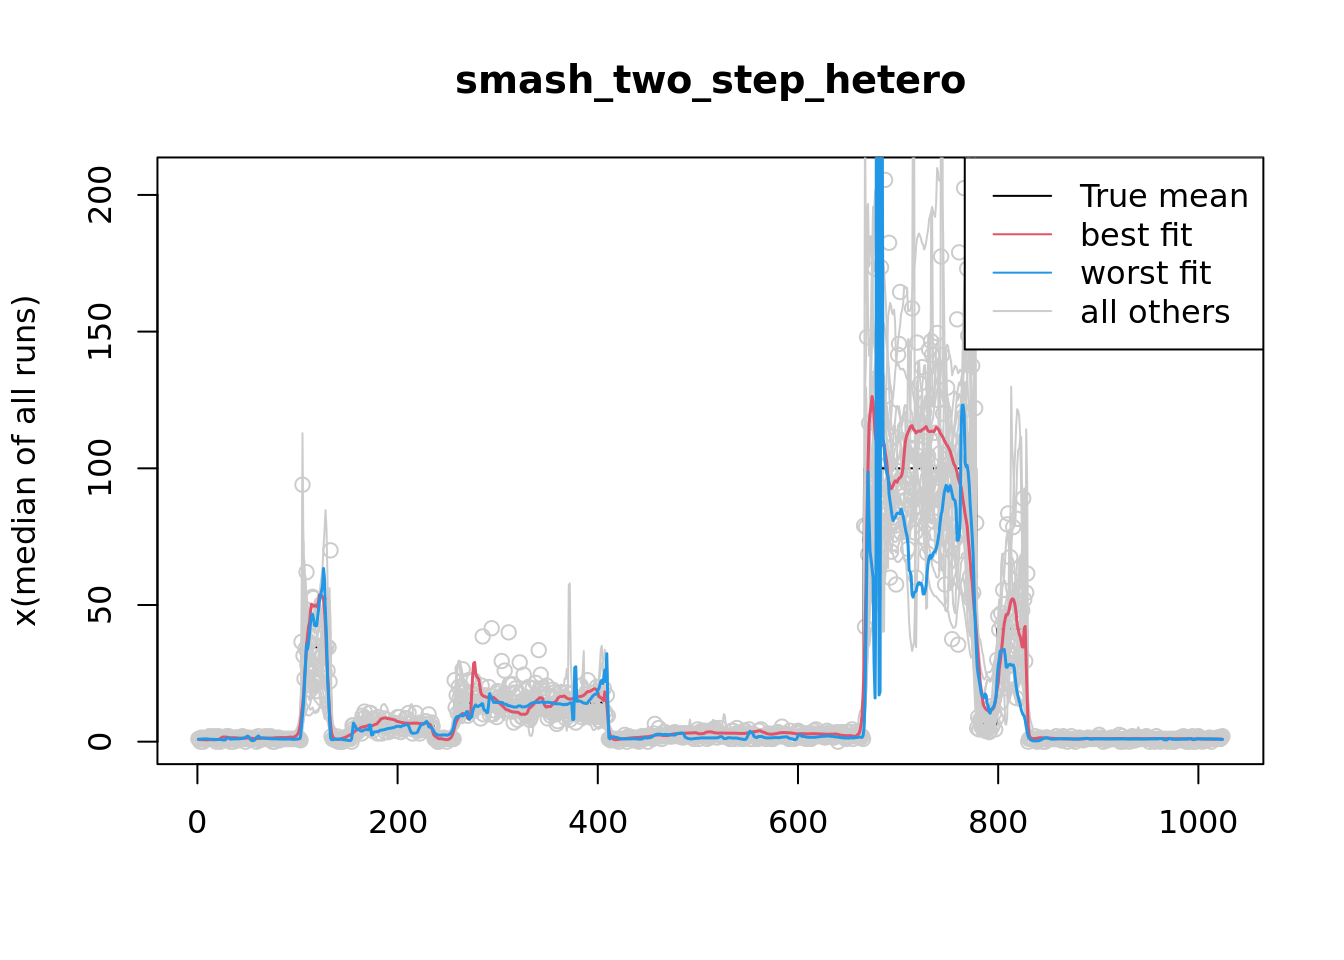 smash_two_step_hetero
x(median of all runs)
200
150
100
50
0
True mean
best fit
worst fit
all others
0 200 400 600 800 1000